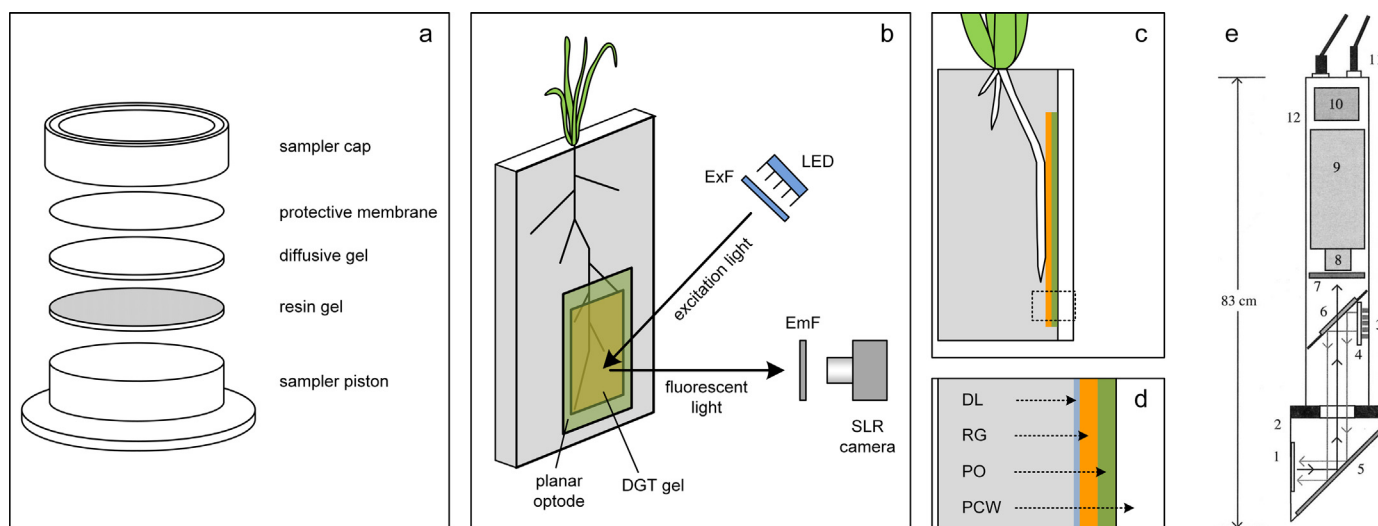 a
sampler cap
protective membrane
diffusive gel
resin gel
sampler piston
b
LED
ExF
excitation light
EmF
fluorescent
light
SLR
camera
planar
optode
DGT gel
c
d
DL
RG
PO
PCW
e
11
10
12
9
8
7
6
3
4
83 cm
2
1
5